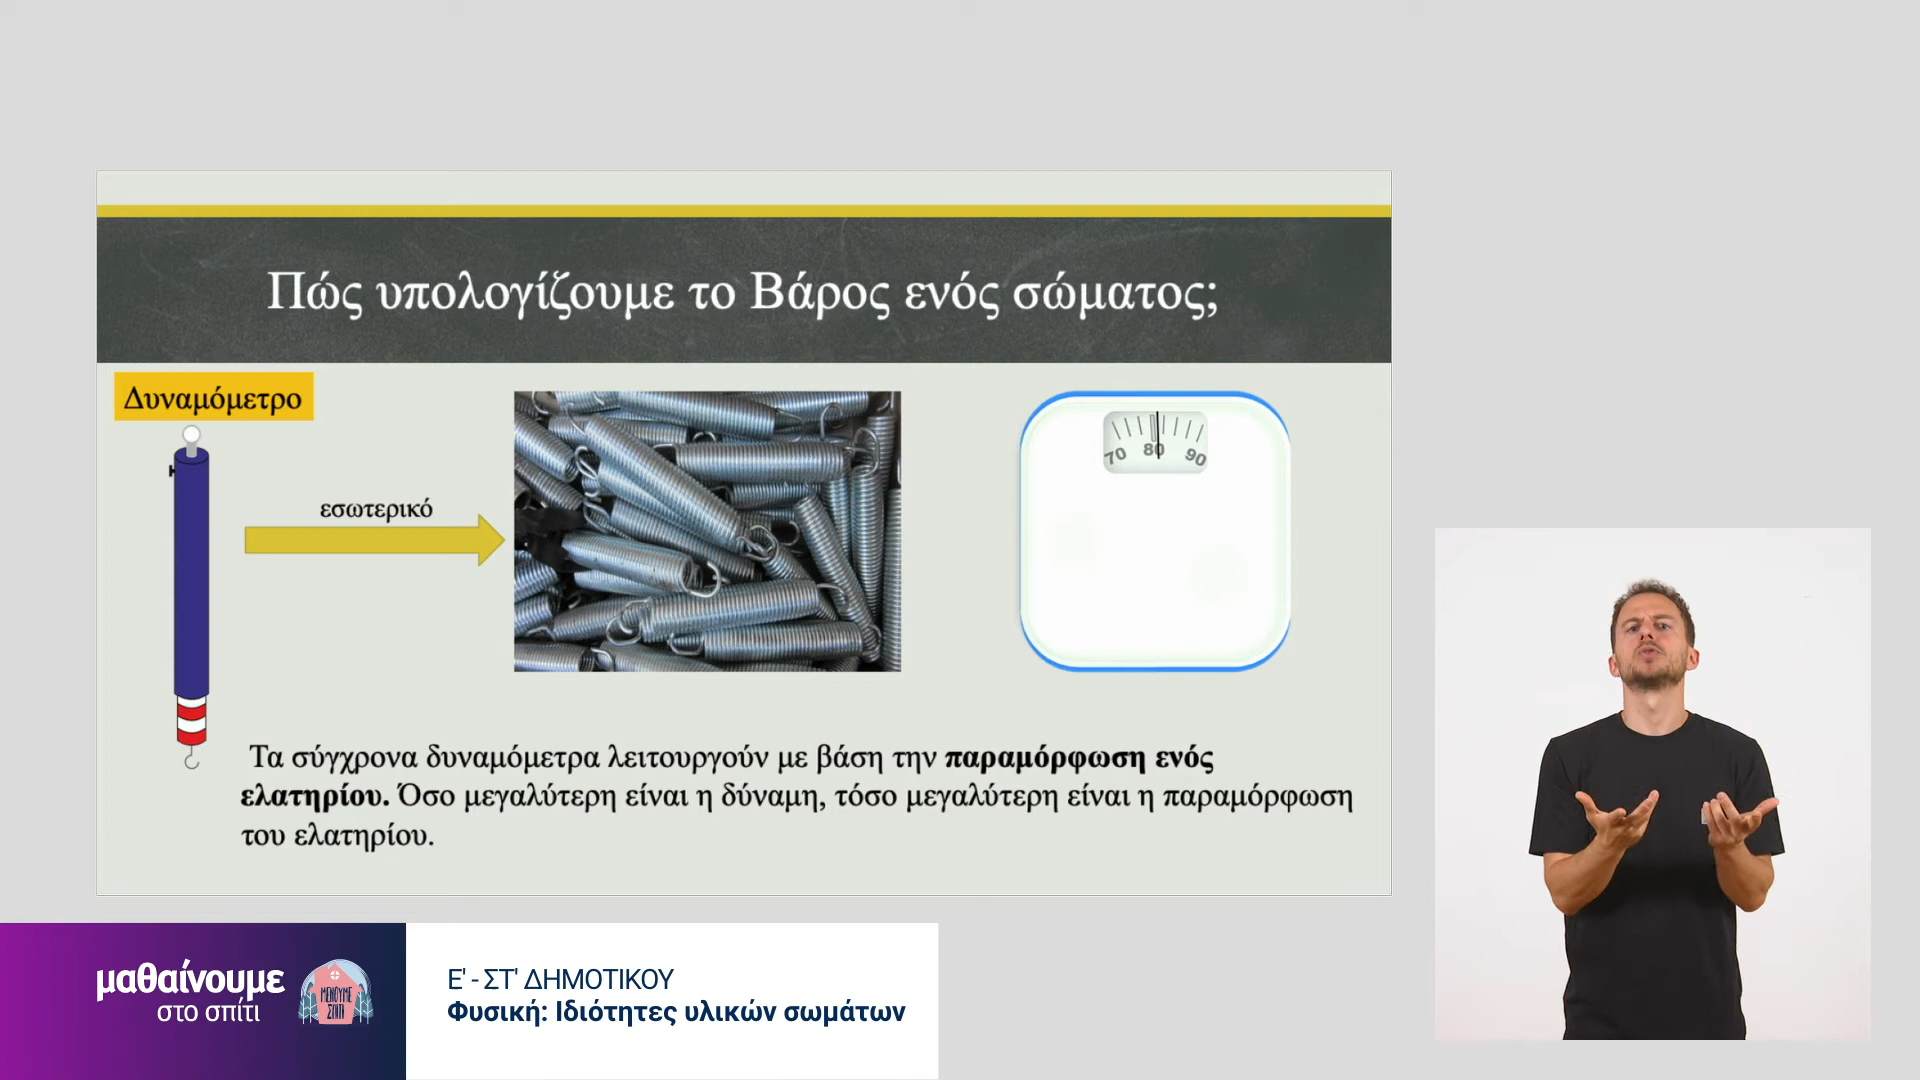 Πώς υπολογίζουμε το Βάρος ενός σώματος;
Δυναμόμετρο
εσωτερικό
70 80 90
Τα σύγχρονα δυναμόμετρα λειτουργούν με βάση την παραμόρφωση ενός
ελατηρίου. Όσο μεγαλύτερη είναι η δύναμη, τόσο μεγαλύτερη είναι η παραμόρφωση
του ελατηρίου.
μαθαίνουμε
στο σπίτι
ΜΕΝΟΥΜΕ
ΣΠΙΤΙ
Ε' - ΣΤ' ΔΗΜΟΤΙΚΟΥ
Φυσική: Ιδιότητες υλικών σωμάτων